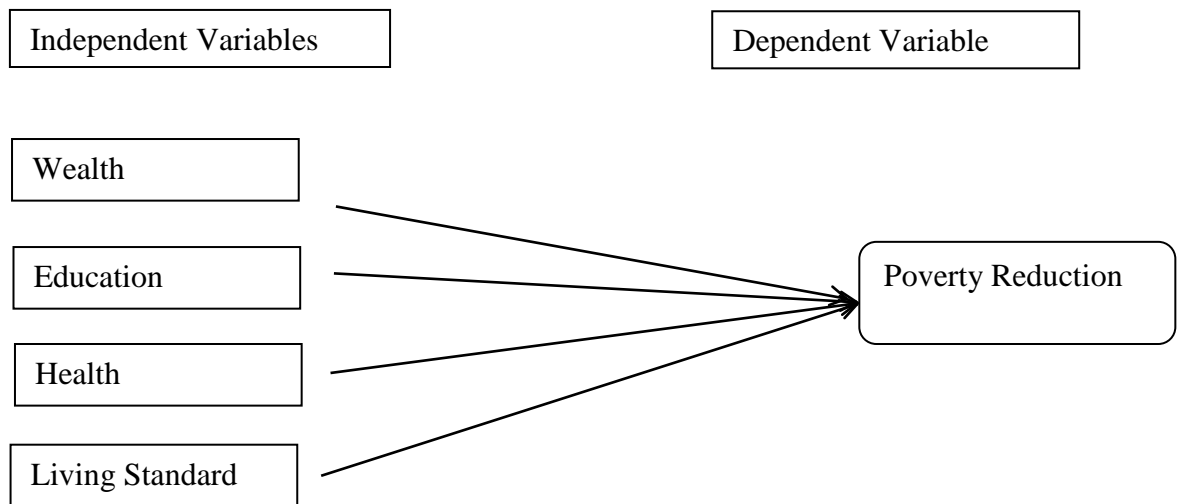 Independent Variables
Dependent Variable
Wealth
Education
Poverty Reduction
Health
Living Standard